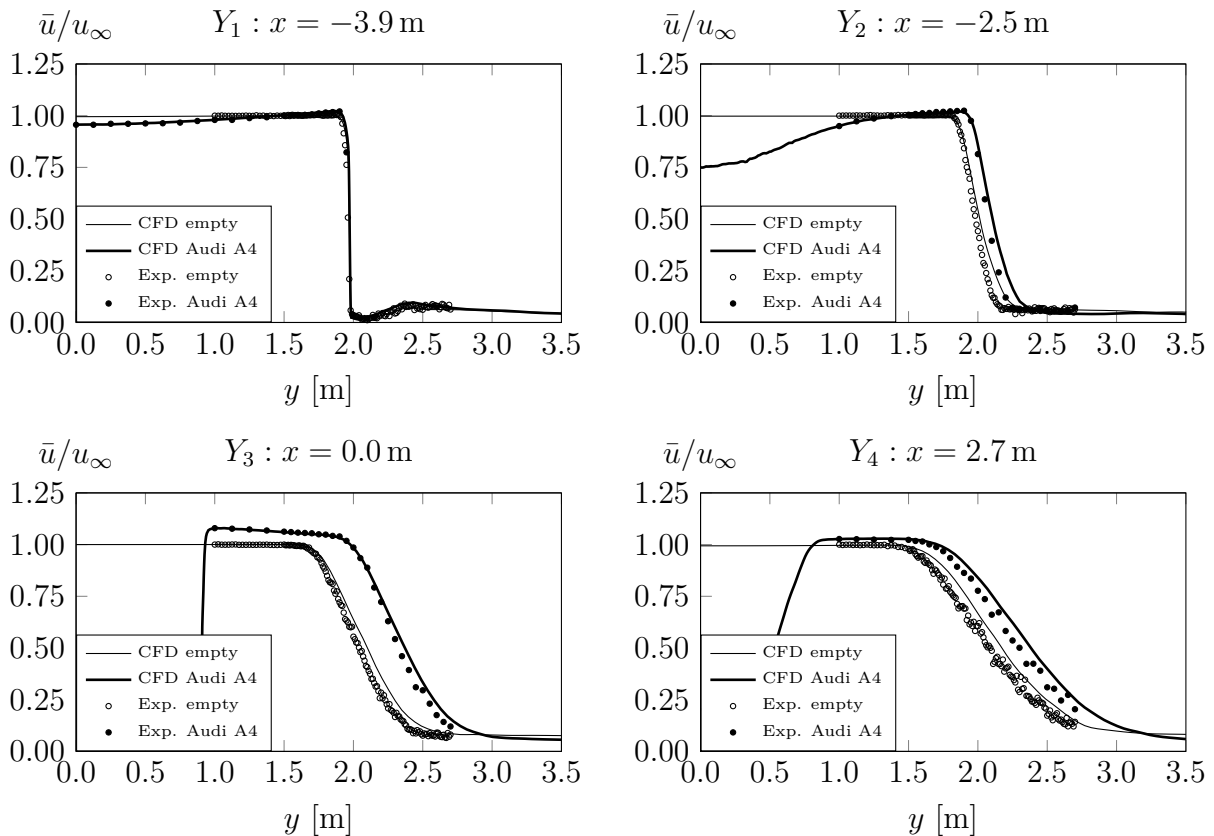 ū/u∞ Y1 : x = −3.9 m
1.25
1.00
0.75
0.50
0.25
0.00
CFD empty
CFD Audi A4
Exp. empty
Exp. Audi A4
0.0 0.5 1.0 1.5 2.0 2.5 3.0 3.5
y [m]
ū/u∞ Y2 : x = −2.5 m
1.25
1.00
0.75
0.50
0.25
0.00
CFD empty
CFD Audi A4
Exp. empty
Exp. Audi A4
0.0 0.5 1.0 1.5 2.0 2.5 3.0 3.5
y [m]
ū/u∞ Y3 : x = 0.0 m
1.25
1.00
0.75
0.50
0.25
0.00
CFD empty
CFD Audi A4
Exp. empty
Exp. Audi A4
0.0 0.5 1.0 1.5 2.0 2.5 3.0 3.5
y [m]
ū/u∞ Y4 : x = 2.7 m
1.25
1.00
0.75
0.50
0.25
0.00
CFD empty
CFD Audi A4
Exp. empty
Exp. Audi A4
0.0 0.5 1.0 1.5 2.0 2.5 3.0 3.5
y [m]